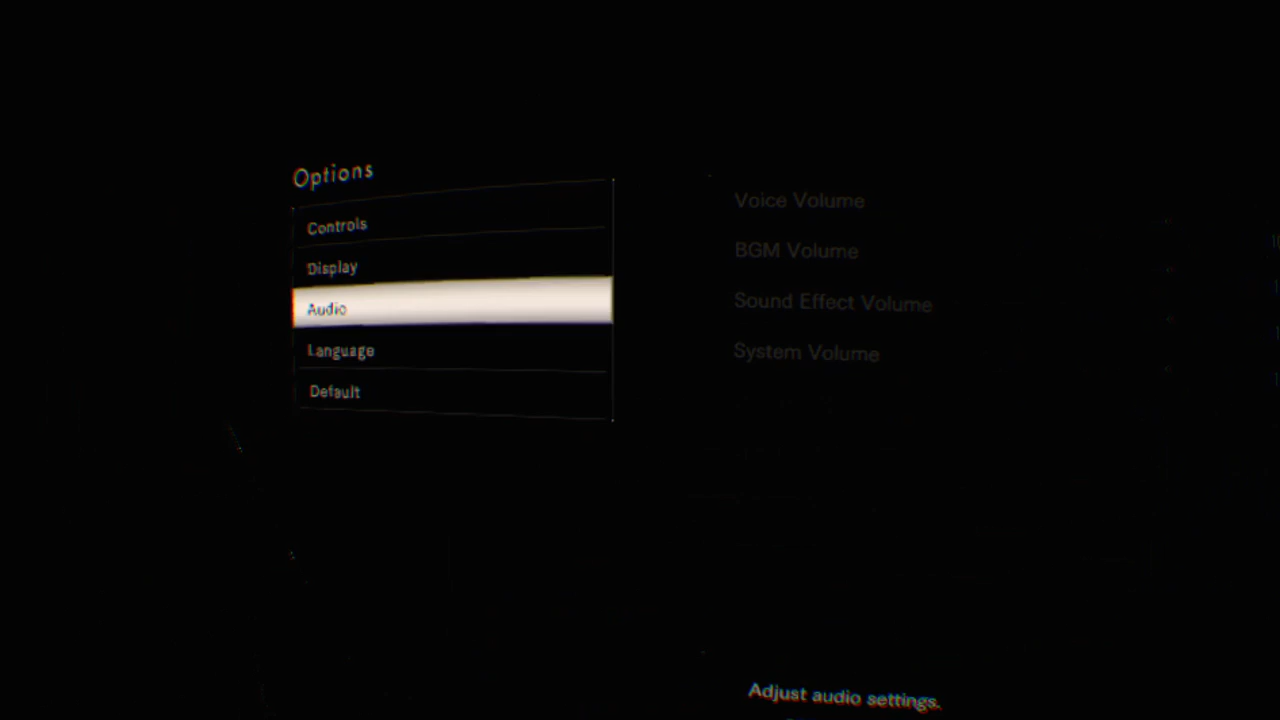 Options
Controls
Display
Audio
Language
Default
Voice Volume
BGM Volume
Sound Effect Volume
System Volume
Adjust audio settings.